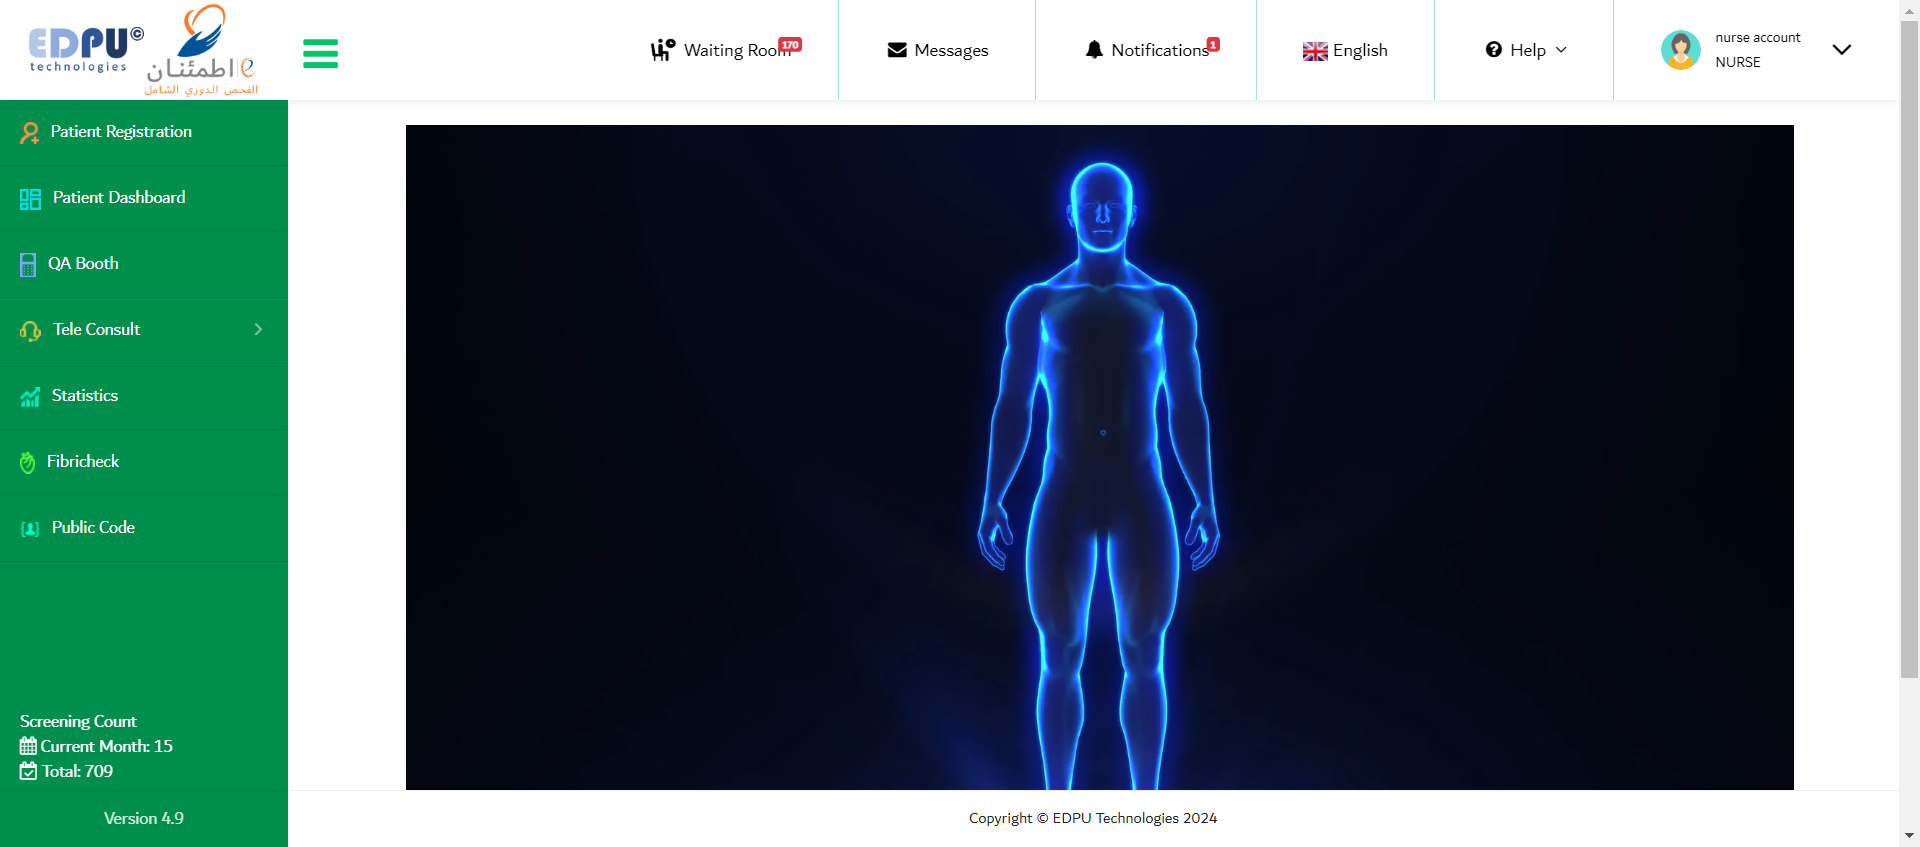 EDPU©
technologies
اطمئنان e
الفحص الدوري الشامل
Waiting Room 170
Messages
Notifications 1
English
Help
nurse account
NURSE
Patient Registration
Patient Dashboard
QA Booth
Tele Consult
Statistics
Fibricheck
Public Code
Screening Count
Current Month: 15
Total: 709
Version 4.9
Copyright © EDPU Technologies 2024